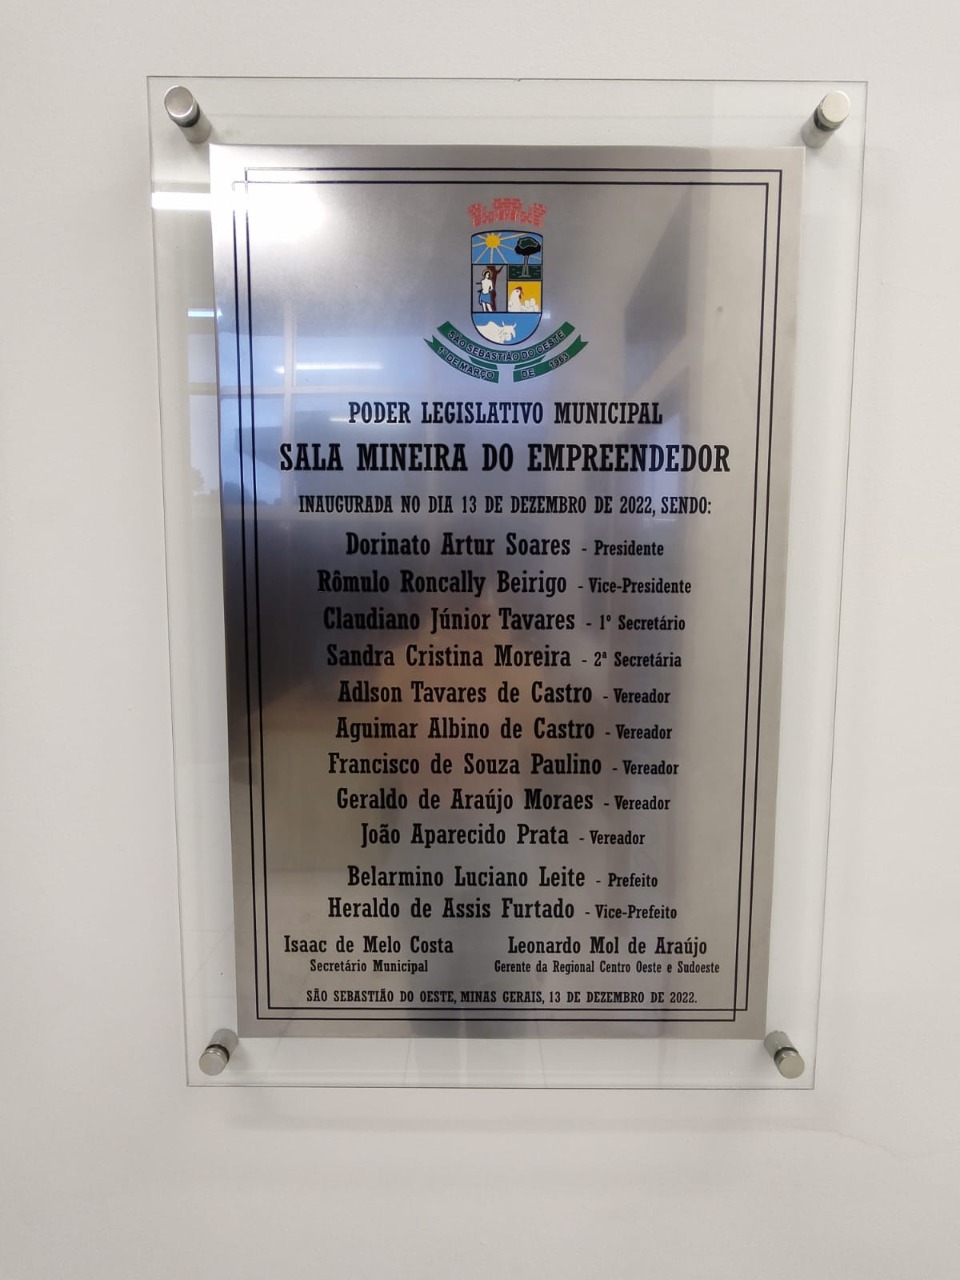 SÃO SEBASTIÃO DO OESTE
1º DE MARÇO DE 1963
PODER LEGISLATIVO MUNICIPAL
SALA MINEIRA DO EMPREENDEDOR
INAUGURADA NO DIA 13 DE DEZEMBRO DE 2022, SENDO:
Dorinato Artur Soares - Presidente
Rômulo Roncally Beirigo - Vice-Presidente
Claudiano Júnior Tavares - 1º Secretário
Sandra Cristina Moreira - 2ª Secretária
Adlson Tavares de Castro - Vereador
Aguimar Albino de Castro - Vereador
Francisco de Souza Paulino - Vereador
Geraldo de Araújo Moraes - Vereador
João Aparecido Prata - Vereador
Belarmino Luciano Leite - Prefeito
Heraldo de Assis Furtado - Vice-Prefeito
Isaac de Melo Costa
Secretário Municipal
Leonardo Mol de Araújo
Gerente da Regional Centro Oeste e Sudoeste
SÃO SEBASTIÃO DO OESTE, MINAS GERAIS, 13 DE DEZEMBRO DE 2022.